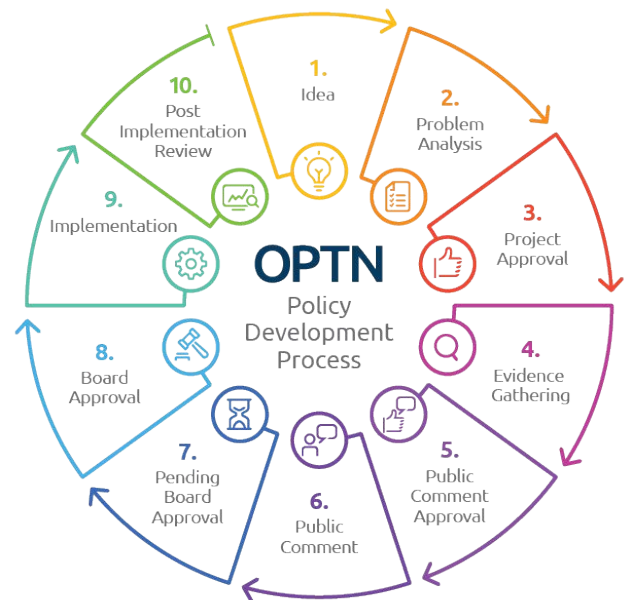 OPTN
Policy
Development
Process
1.
Idea
2.
Problem
Analysis
3.
Project
Approval
4.
Evidence
Gathering
5.
Public
Comment
Approval
6.
Public
Comment
7.
Pending
Board
Approval
8.
Board
Approval
9.
Implementation
10.
Post
Implementation
Review